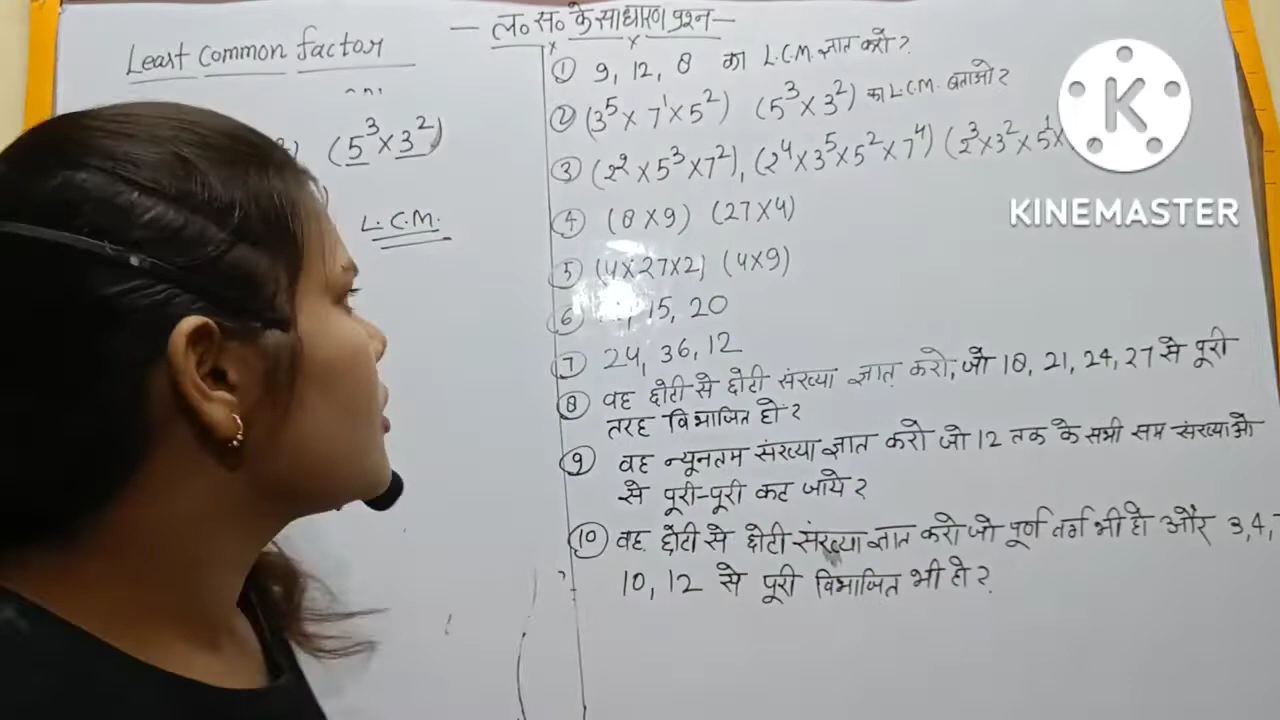 Least Common factor
(5³×3²)
L.C.M.
— ल॰ स॰ के साधारण प्रश्न —
① 9, 12, 8 का L.C.M. ज्ञात करो?
② (3⁵×7¹×5²) (5³×3²) का L.C.M. बताओ?
③ (2²×5³×7²), (2⁴×3⁵×5²×7⁴) (2³×3²×5¹×
④ (8×9) (27×4)
⑤ (4×27×2) (4×9)
⑥ 15, 20
⑦ 24, 36, 12
⑧ वह छोटी से छोटी संख्या ज्ञात करो, जो 18, 21, 24, 27 से पूरी
तरह विभाजित हो?
⑨ वह न्यूनतम संख्या ज्ञात करो जो 12 तक के सभी सम संख्याओ
से पूरी-पूरी कट जाये?
⑩ वह छोटी से छोटी संख्या ज्ञात करो जो पूर्ण वर्ग भी हो और 3,4,
10, 12 से पूरी विभाजित भी हो?
K
KINEMASTER